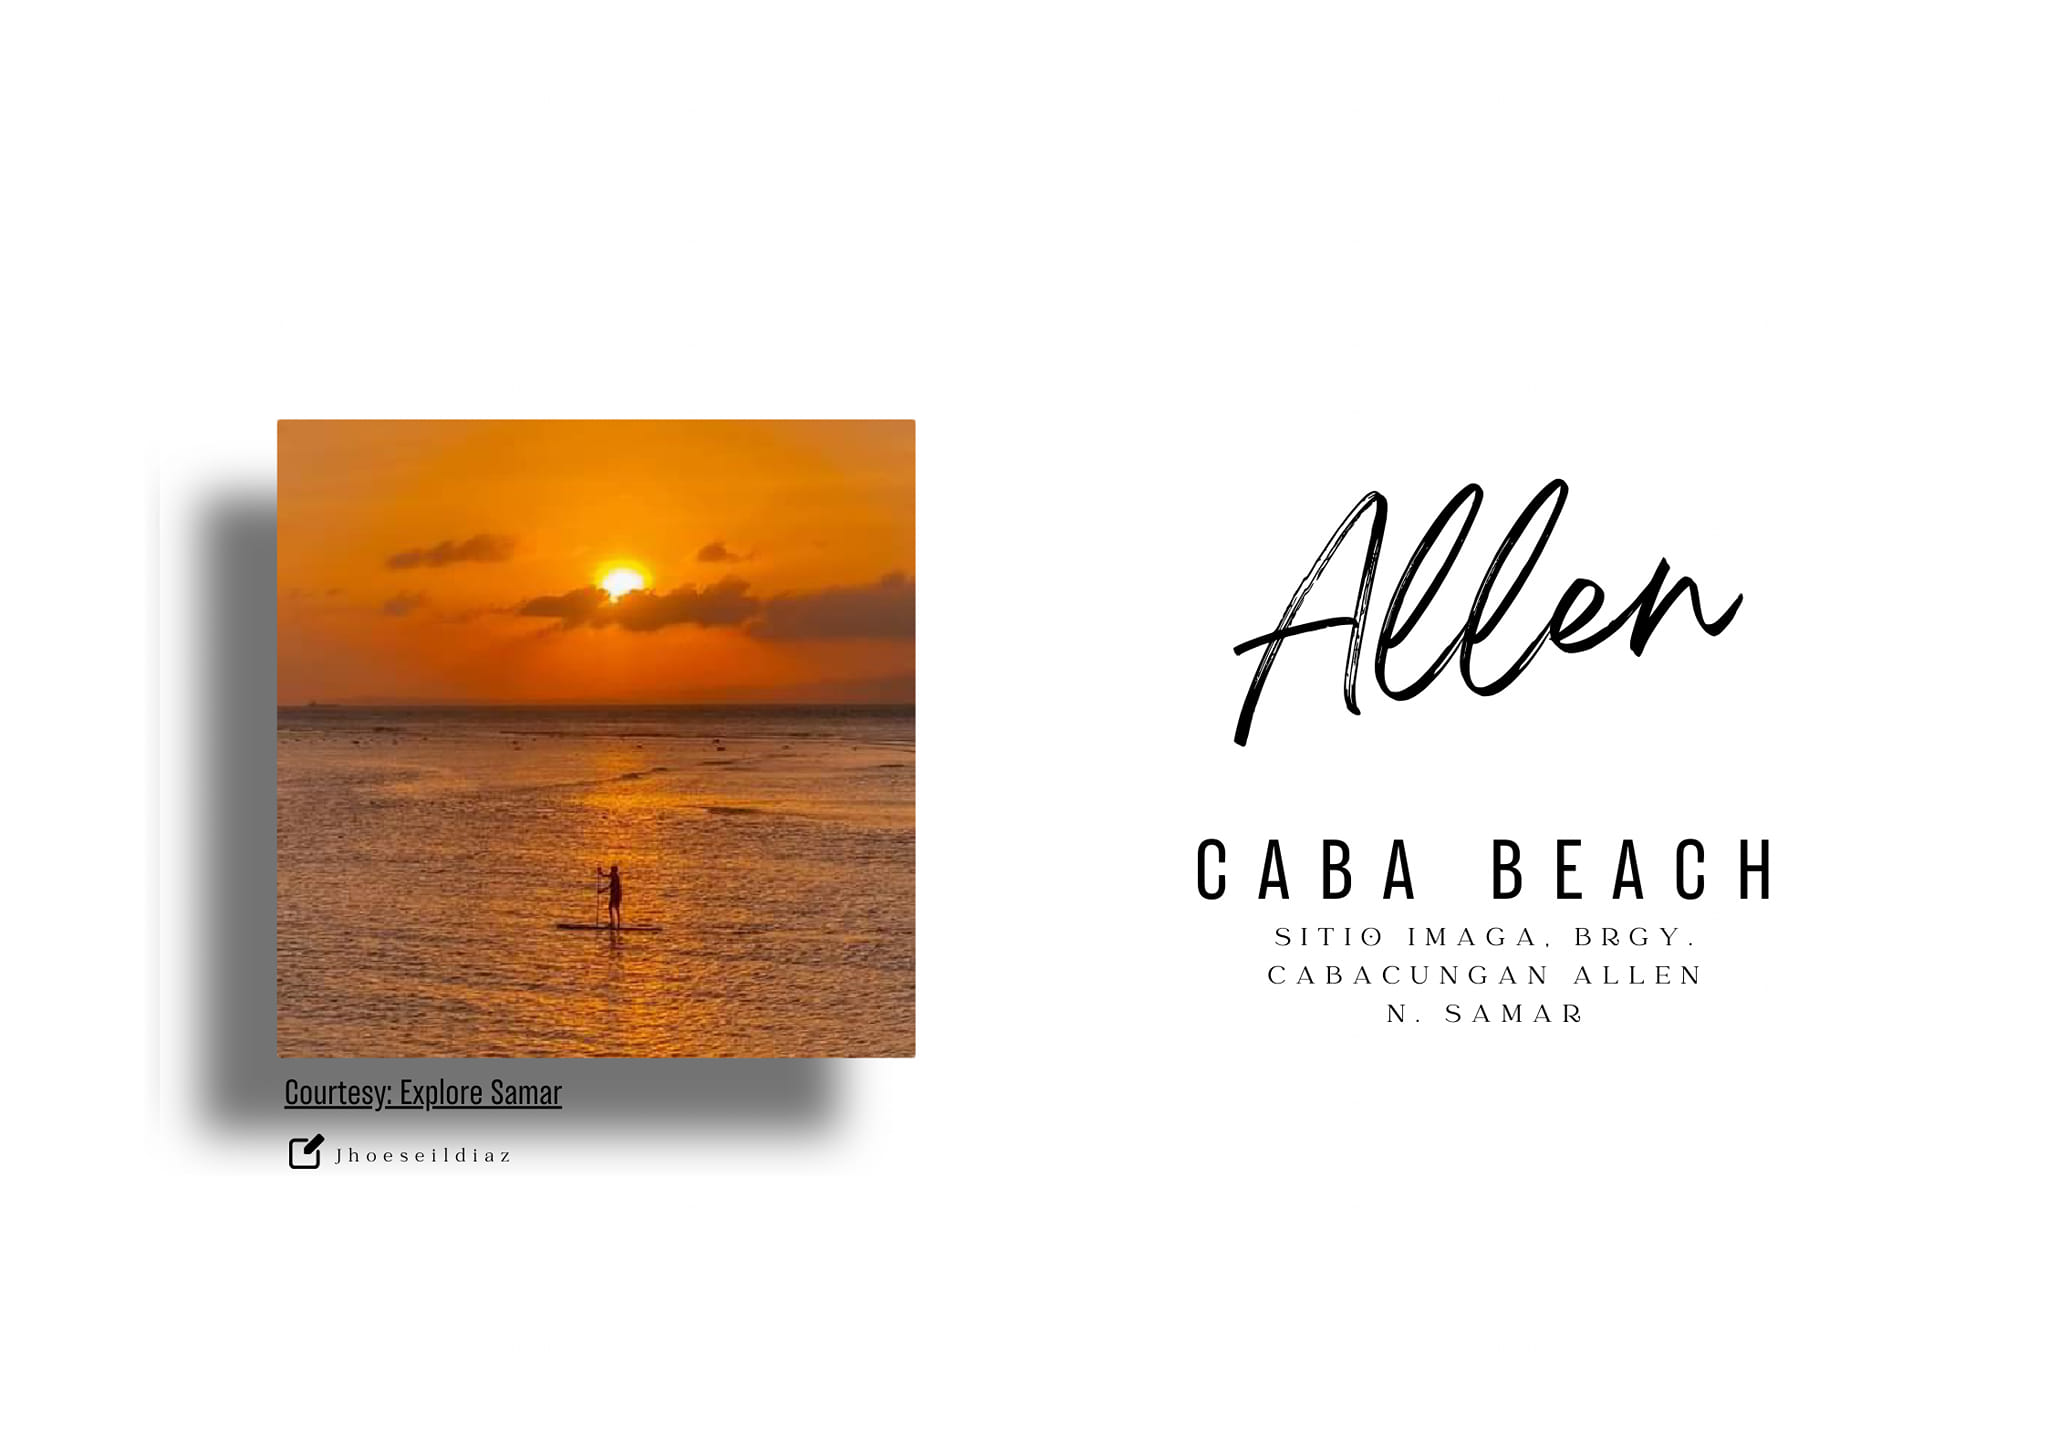 Allen
CABA BEACH
SITIO IMAGA, BRGY.
CABACUNGAN ALLEN
N. SAMAR
Courtesy: Explore Samar
Jhoeseildiaz